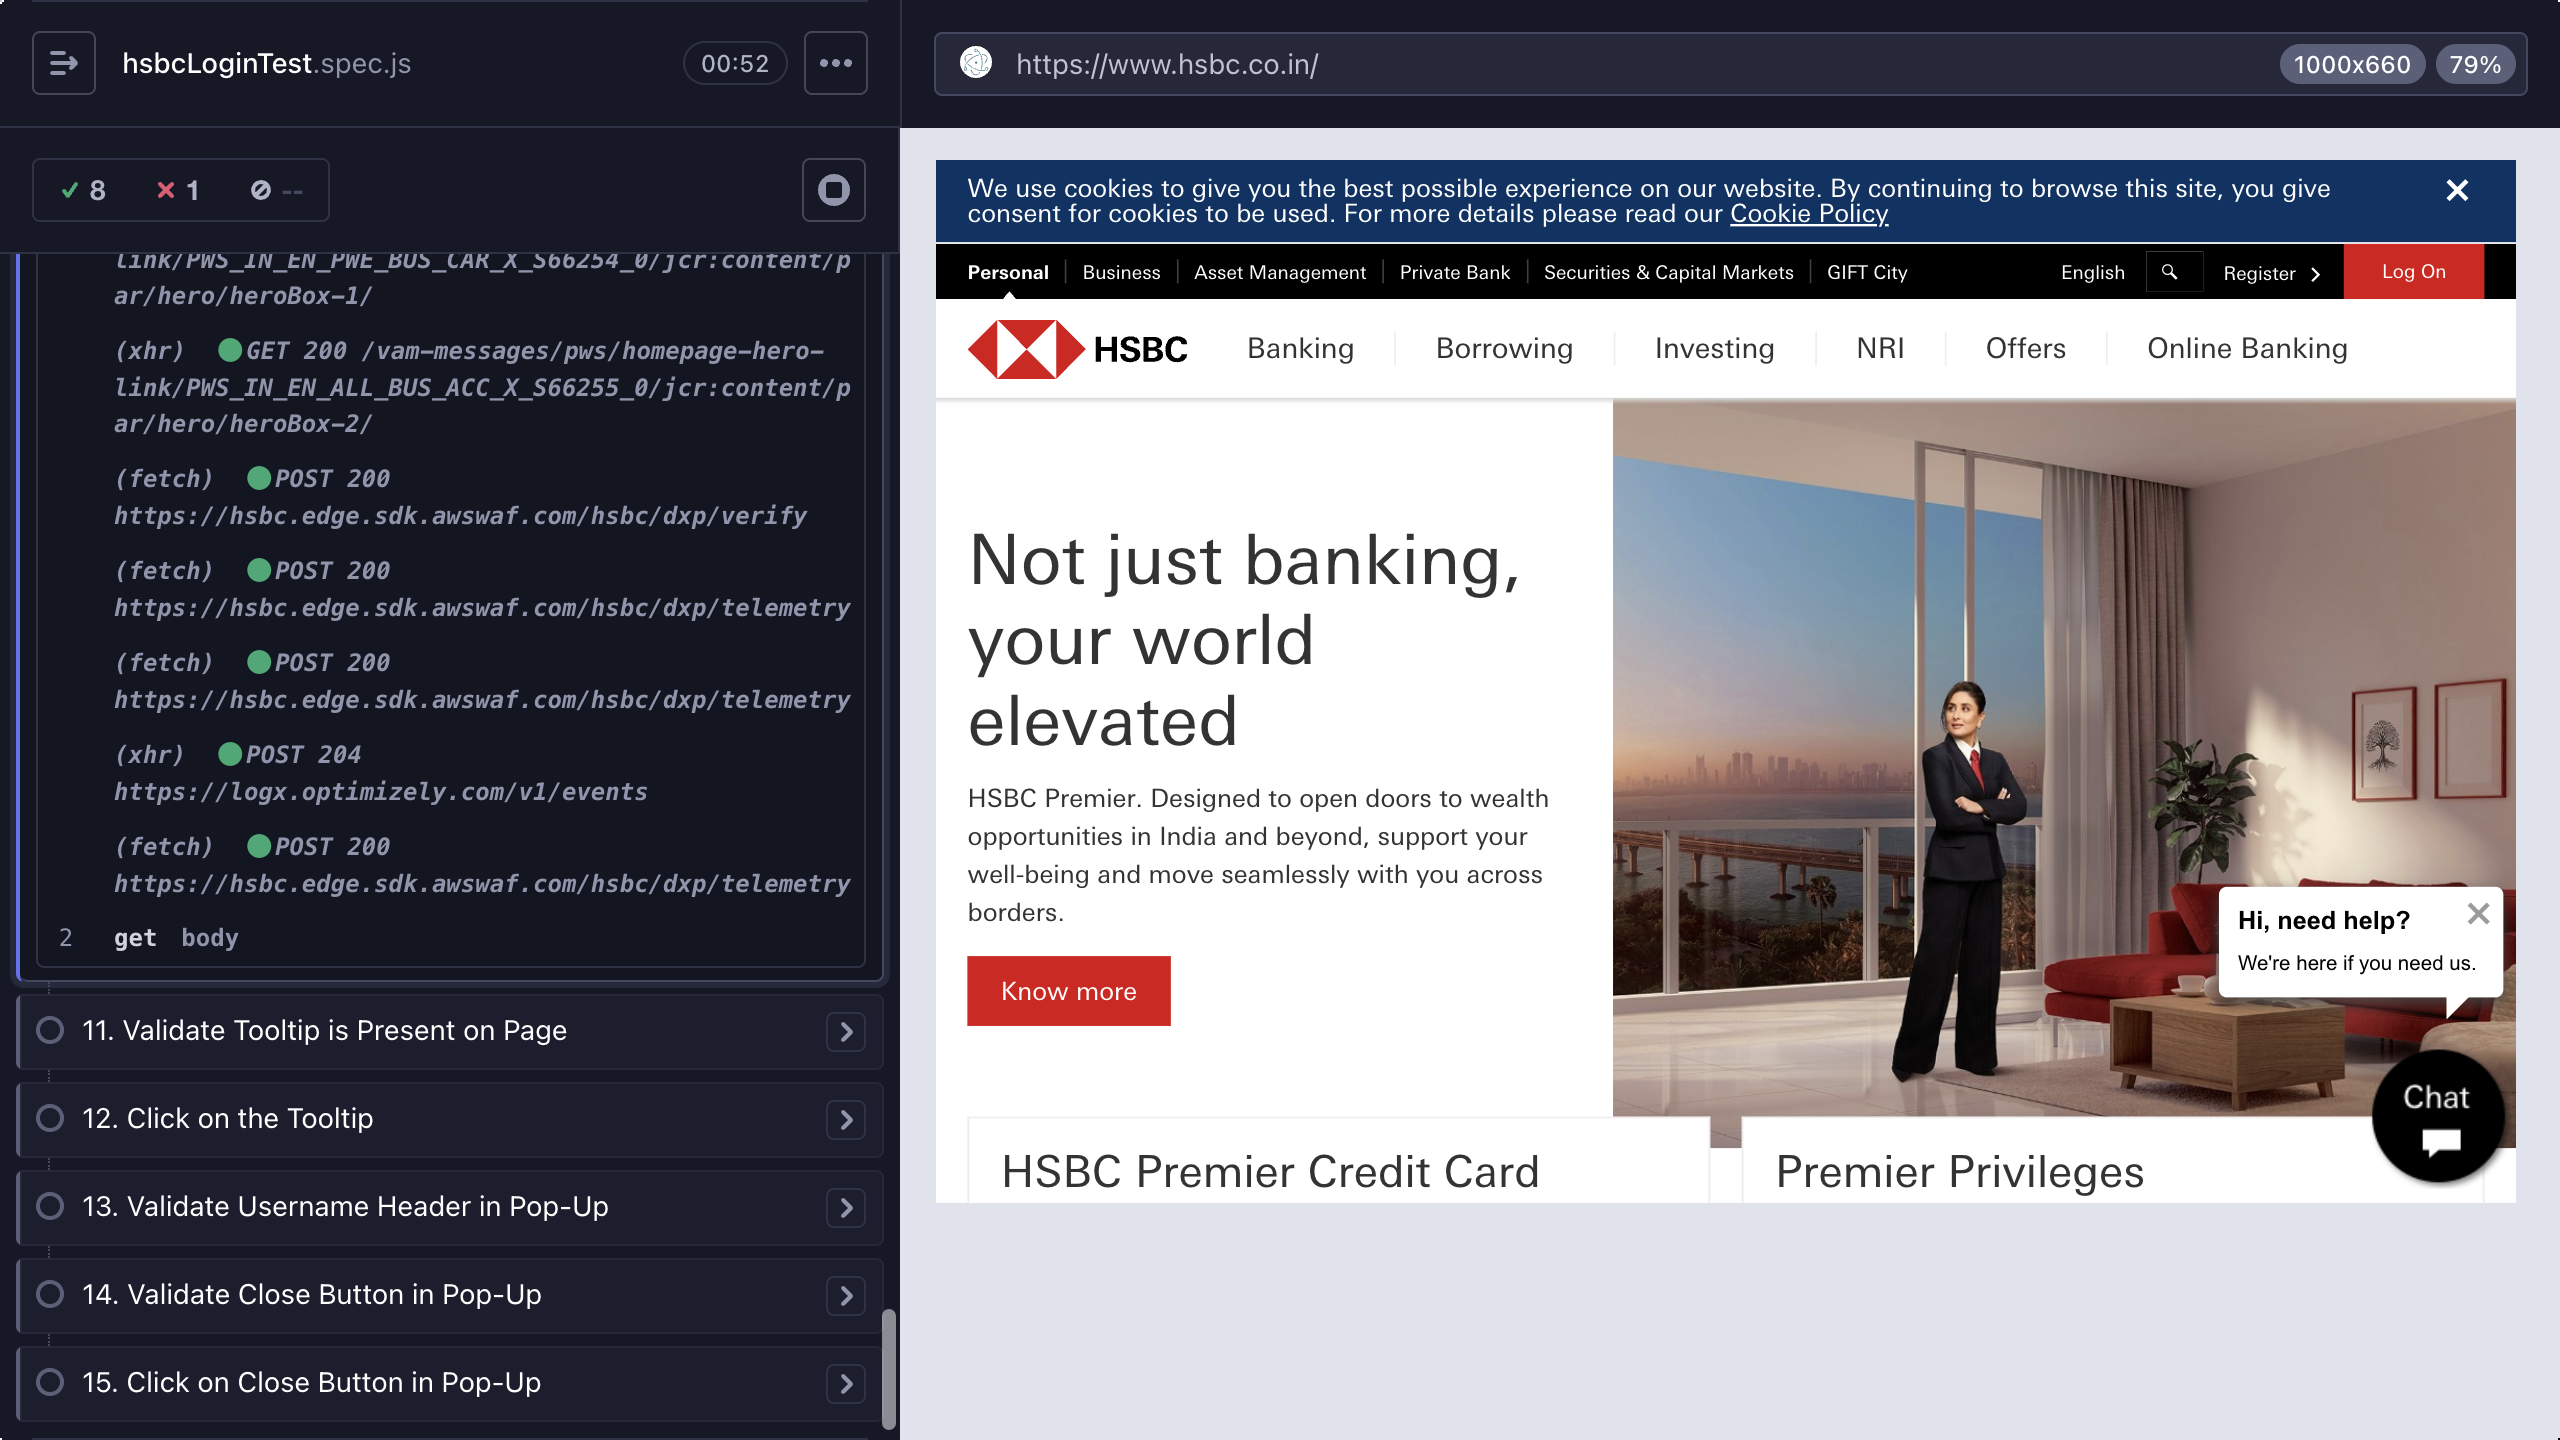 hsbcLoginTest.spec.js
00:52
8
1
--
link/PWS_IN_EN_PWE_BUS_CAR_X_S66254_0/jcr:content/p
ar/hero/heroBox-1/
(xhr) GET 200 /vam-messages/pws/homepage-hero-
link/PWS_IN_EN_ALL_BUS_ACC_X_S66255_0/jcr:content/p
ar/hero/heroBox-2/
(fetch) POST 200
https://hsbc.edge.sdk.awswaf.com/hsbc/dxp/verify
(fetch) POST 200
https://hsbc.edge.sdk.awswaf.com/hsbc/dxp/telemetry
(fetch) POST 200
https://hsbc.edge.sdk.awswaf.com/hsbc/dxp/telemetry
(xhr) POST 204
https://logx.optimizely.com/v1/events
(fetch) POST 200
https://hsbc.edge.sdk.awswaf.com/hsbc/dxp/telemetry
2 get body
11. Validate Tooltip is Present on Page
12. Click on the Tooltip
13. Validate Username Header in Pop-Up
14. Validate Close Button in Pop-Up
15. Click on Close Button in Pop-Up
https://www.hsbc.co.in/
1000x660
79%
We use cookies to give you the best possible experience on our website. By continuing to browse this site, you give
consent for cookies to be used. For more details please read our Cookie Policy
Personal Business Asset Management Private Bank Securities & Capital Markets GIFT City English Register Log On
HSBC
Banking Borrowing Investing NRI Offers Online Banking
Not just banking,
your world
elevated
HSBC Premier. Designed to open doors to wealth
opportunities in India and beyond, support your
well-being and move seamlessly with you across
borders.
Know more
Hi, need help?
We're here if you need us.
Chat
HSBC Premier Credit Card
Premier Privileges